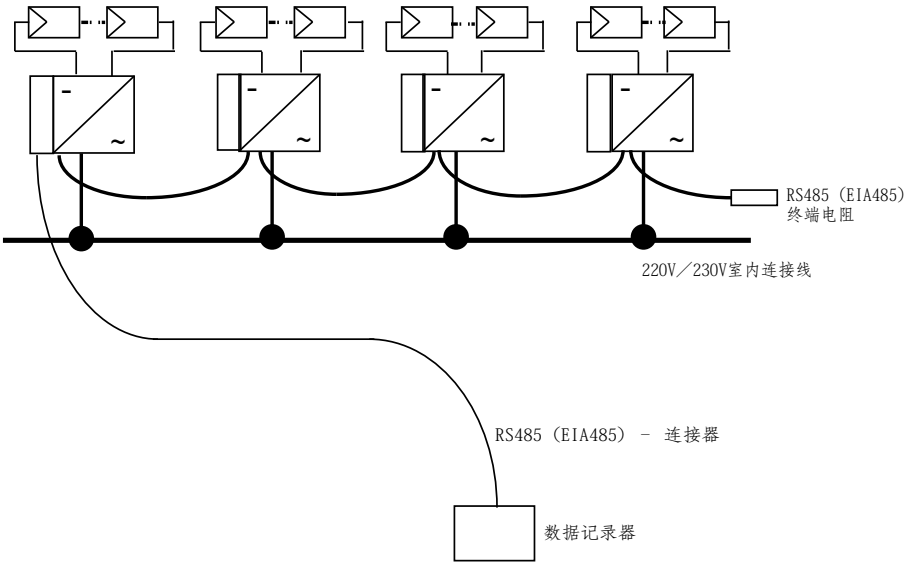 RS485 (EIA485)
终端电阻
220V／230V室内连接线
RS485 (EIA485) - 连接器
数据记录器